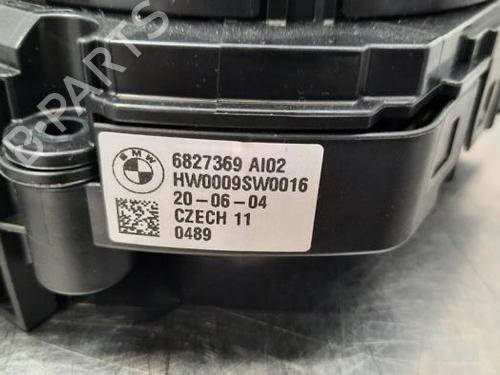 B-PARTS
BMW
6827369 AI02
HW0009SW0016
20-06-04
CZECH 11
0489